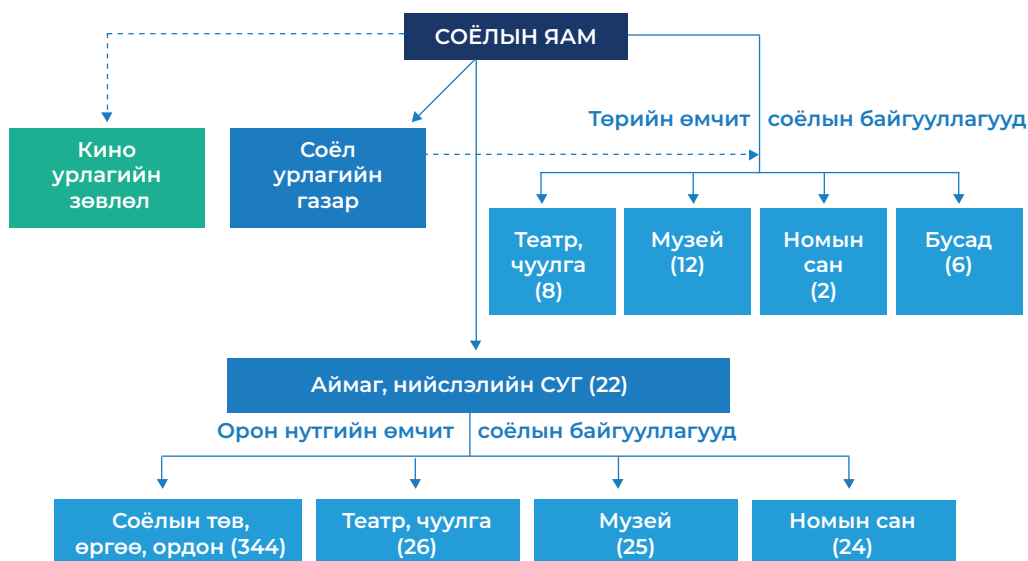 СОЁЛЫН ЯАМ
Төрийн өмчит соёлын байгууллагууд
Кино
урлагийн
зөвлөл
Соёл
урлагийн
газар
Театр,
чуулга
(8)
Музей
(12)
Номын
сан
(2)
Бусад
(6)
Аймаг, нийслэлийн СУГ (22)
Орон нутгийн өмчит соёлын байгууллагууд
Соёлын төв,
өргөө, ордон (344)
Театр, чуулга
(26)
Музей
(25)
Номын сан
(24)